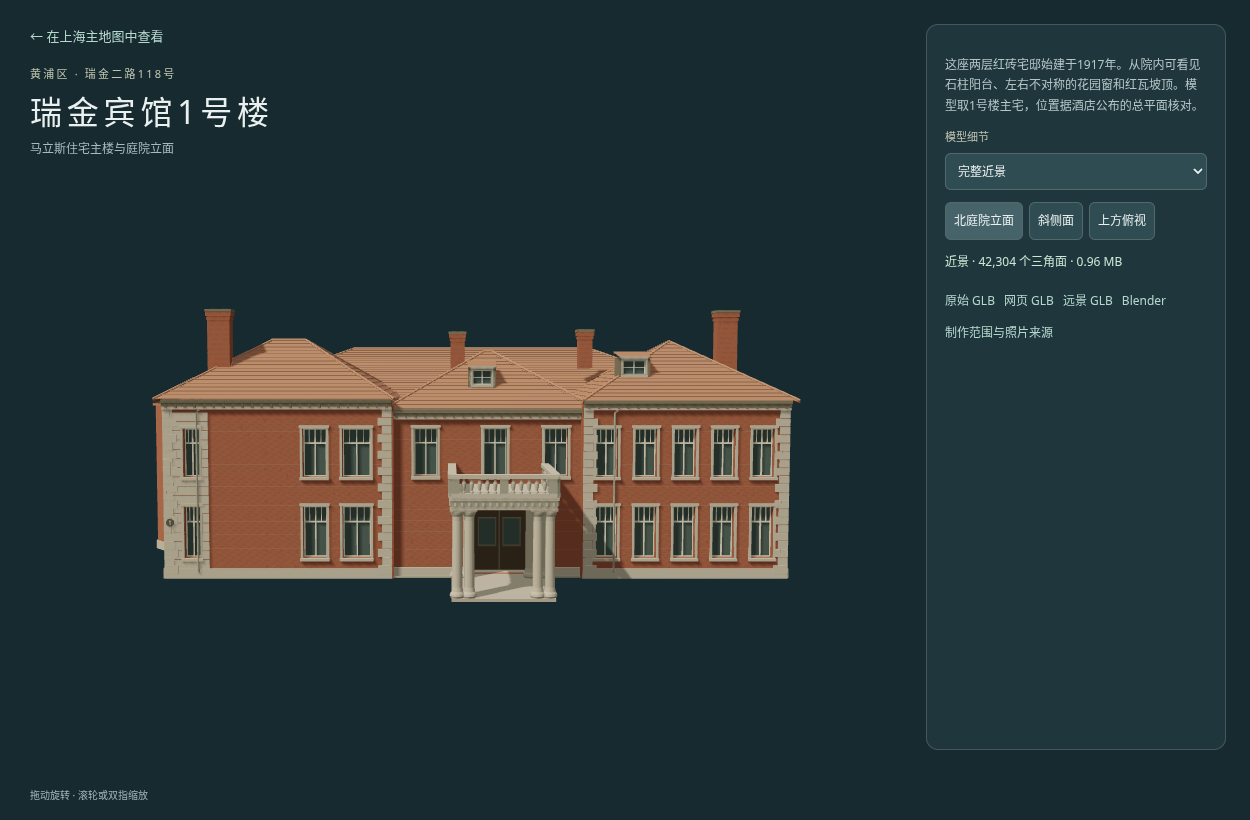 ← 在上海主地图中查看
黄浦区 · 瑞金二路118号
瑞金宾馆1号楼
马立斯住宅主楼与庭院立面
这座两层红砖宅邸始建于1917年。从院内可看见
石柱阳台、左右不对称的花园窗和红瓦坡顶。模
型取1号楼主宅，位置据酒店公布的总平面核对。
模型细节
完整近景
北庭院立面 斜侧面 上方俯视
近景 · 42,304 个三角面 · 0.96 MB
原始 GLB 网页 GLB 远景 GLB Blender
制作范围与照片来源
拖动旋转 · 滚轮或双指缩放